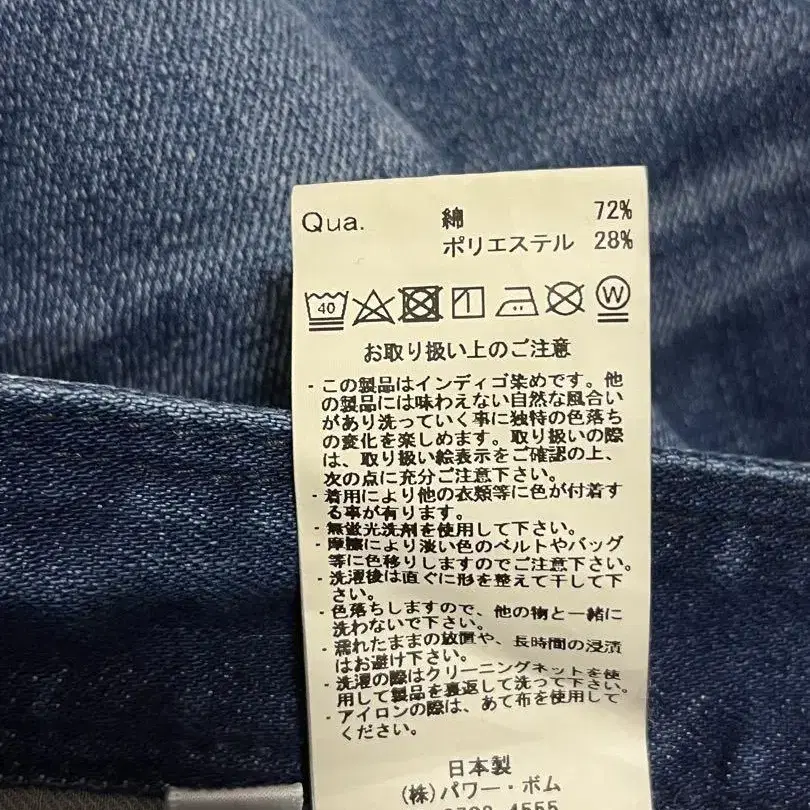 Qua. 綿 72%
ポリエステル 28%
40 W
お取り扱い上のご注意
・この製品はインディゴ染めです。他
の製品には味わえない自然な風合い
があり洗っていく事に独特の色落ち
の変化を楽しめます。取り扱いの際
は、取り扱い絵表示をご確認の上、
次の点に充分ご注意下さい。
・着用により他の衣類等に色が付着す
る事が有ります。
・無蛍光洗剤を使用して下さい。
・摩擦により淡い色のベルトやバッグ
等に色移りしますのでご注意下さい。
・洗濯後は直ぐに形を整えて干して下
さい。
・色落ちしますので、他の物と一緒に
洗わないで下さい。
・濡れたままの放置や、長時間の浸漬
はお避け下さい。
・洗濯の際はクリーニングネットを使
用して製品を裏返して洗って下さい。
・アイロンの際は、あて布を使用して
ください。
日本製
(株)パワー・ボム
4555